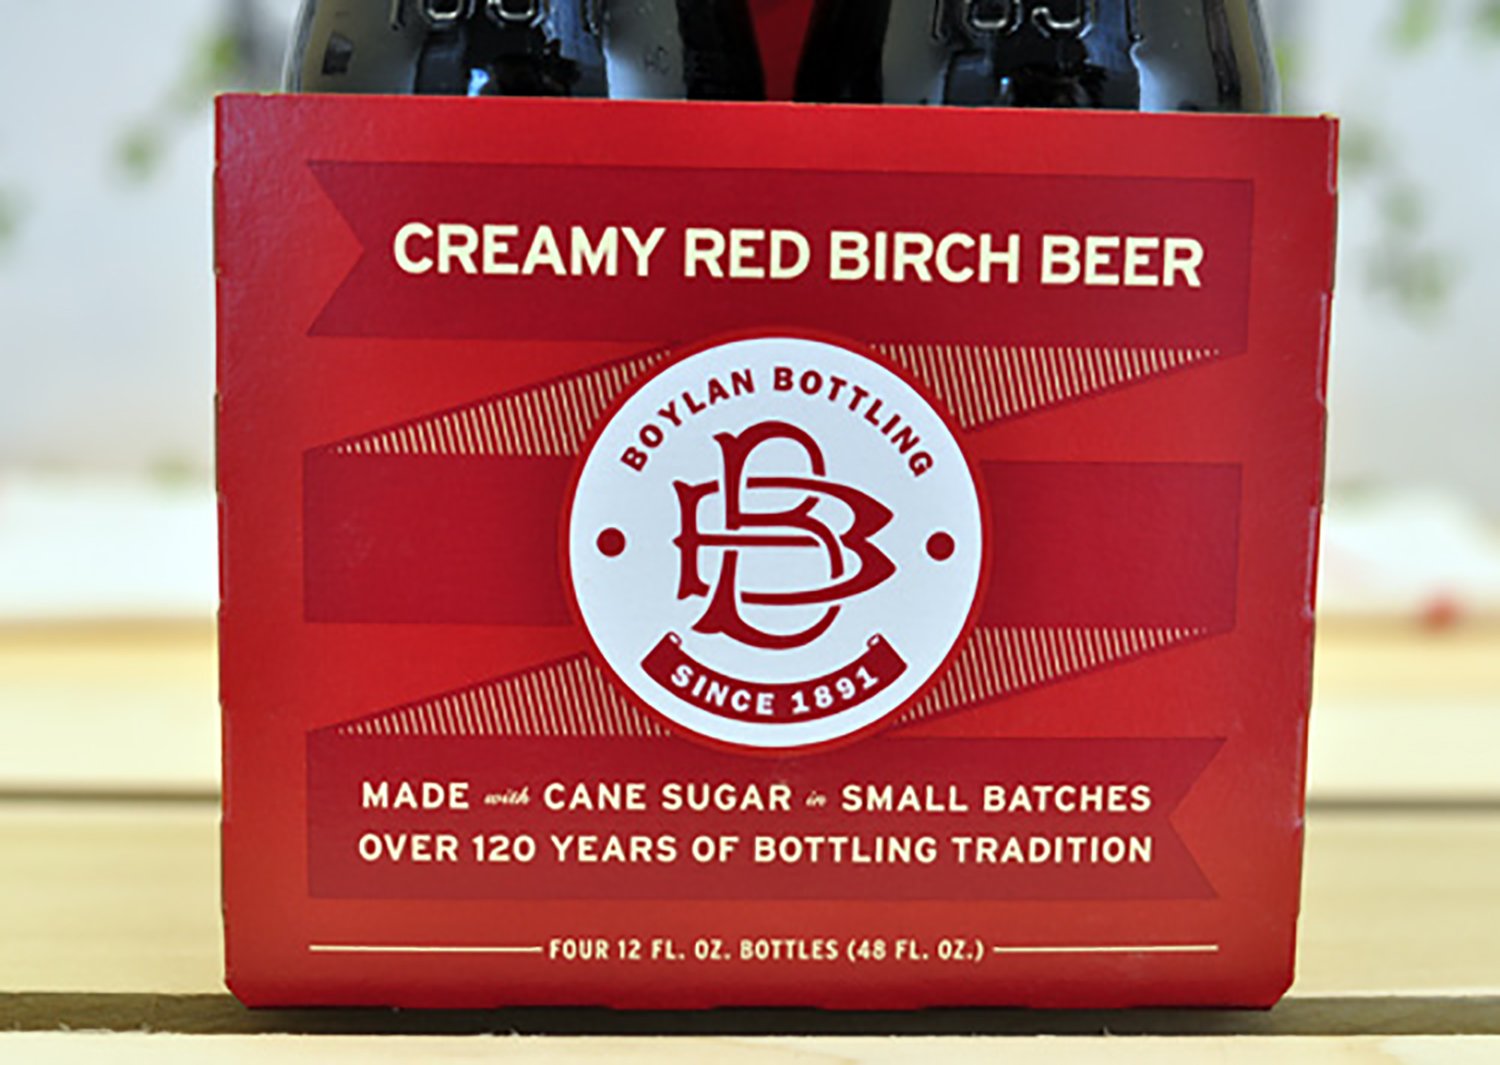 CREAMY RED BIRCH BEER
BOYLAN BOTTLING
BB
SINCE 1891
MADE with CANE SUGAR in SMALL BATCHES
OVER 120 YEARS OF BOTTLING TRADITION
FOUR 12 FL. OZ. BOTTLES (48 FL. OZ.)